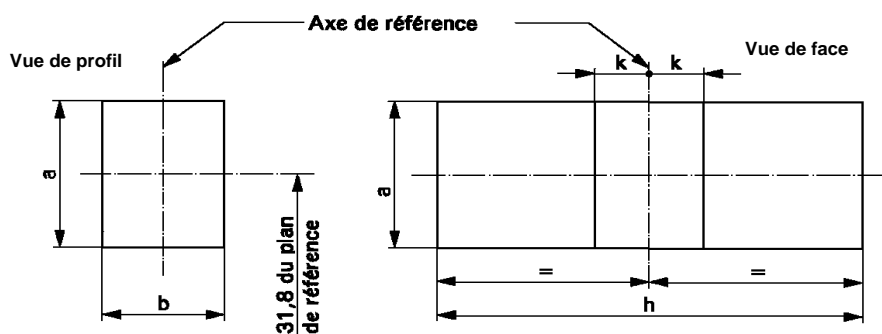 Axe de référence
Vue de profil
Vue de face
k k
a
a
31,8 du plan
de référence
= =
b
h